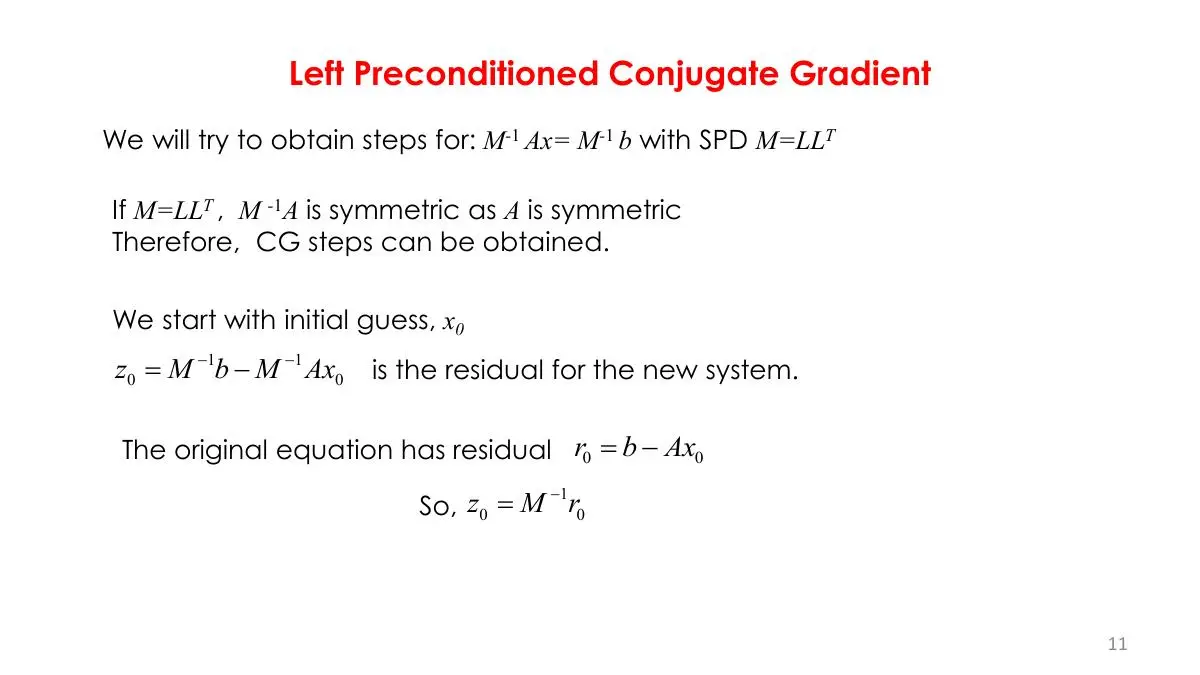 Left Preconditioned Conjugate Gradient
We will try to obtain steps for: M⁻¹ Ax= M⁻¹ b with SPD M=LLᵀ
If M=LLᵀ , M ⁻¹A is symmetric as A is symmetric
Therefore, CG steps can be obtained.
We start with initial guess, x₀
z₀ = M⁻¹b − M⁻¹Ax₀ is the residual for the new system.
The original equation has residual r₀ = b − Ax₀
So, z₀ = M⁻¹r₀
11